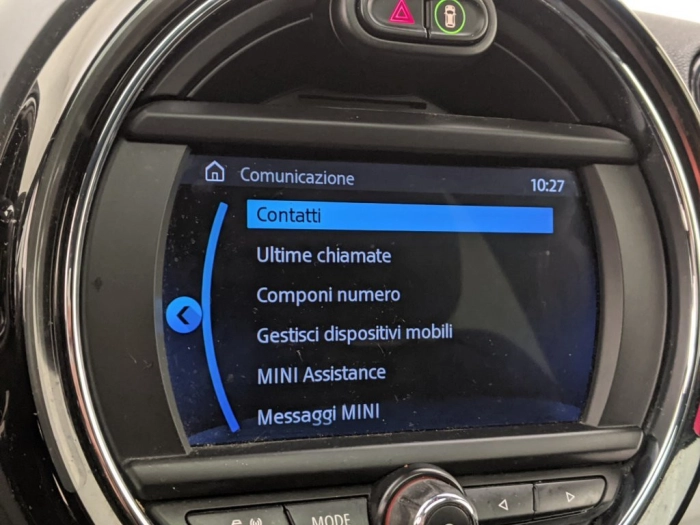 Comunicazione 10:27
Contatti
Ultime chiamate
Componi numero
Gestisci dispositivi mobili
MINI Assistance
Messaggi MINI
MODE